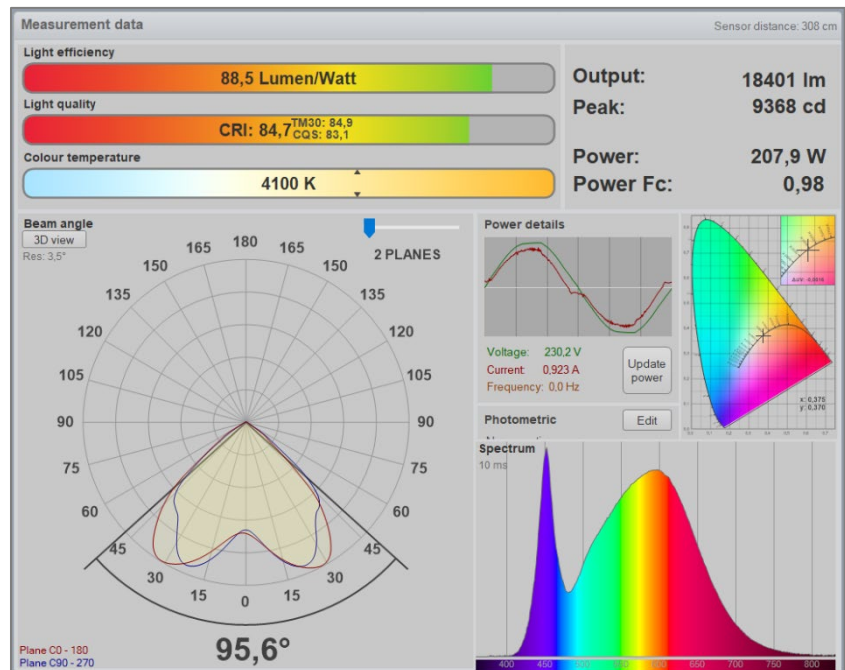 Measurement data
Sensor distance: 308 cm
Light efficiency
88,5 Lumen/Watt
Light quality
CRI: 84,7 TM30: 84,9
CQS: 83,1
Colour temperature
4100 K
Output: 18401 lm
Peak: 9368 cd
Power: 207,9 W
Power Fc: 0,98
Beam angle
3D view
Res: 3,5°
2 PLANES
165 180 165
150 150
135 135
120 120
105 105
90 90
75 75
60 60
45 45
30 30
15 0 15
95,6°
Plane C0 - 180
Plane C90 - 270
Power details
Voltage: 230,2 V
Current: 0,923 A
Frequency: 0,0 Hz
Update
power
x: 0,375
y: 0,370
Photometric
Edit
Spectrum
10 ms
400 450 600 650 700 750 800